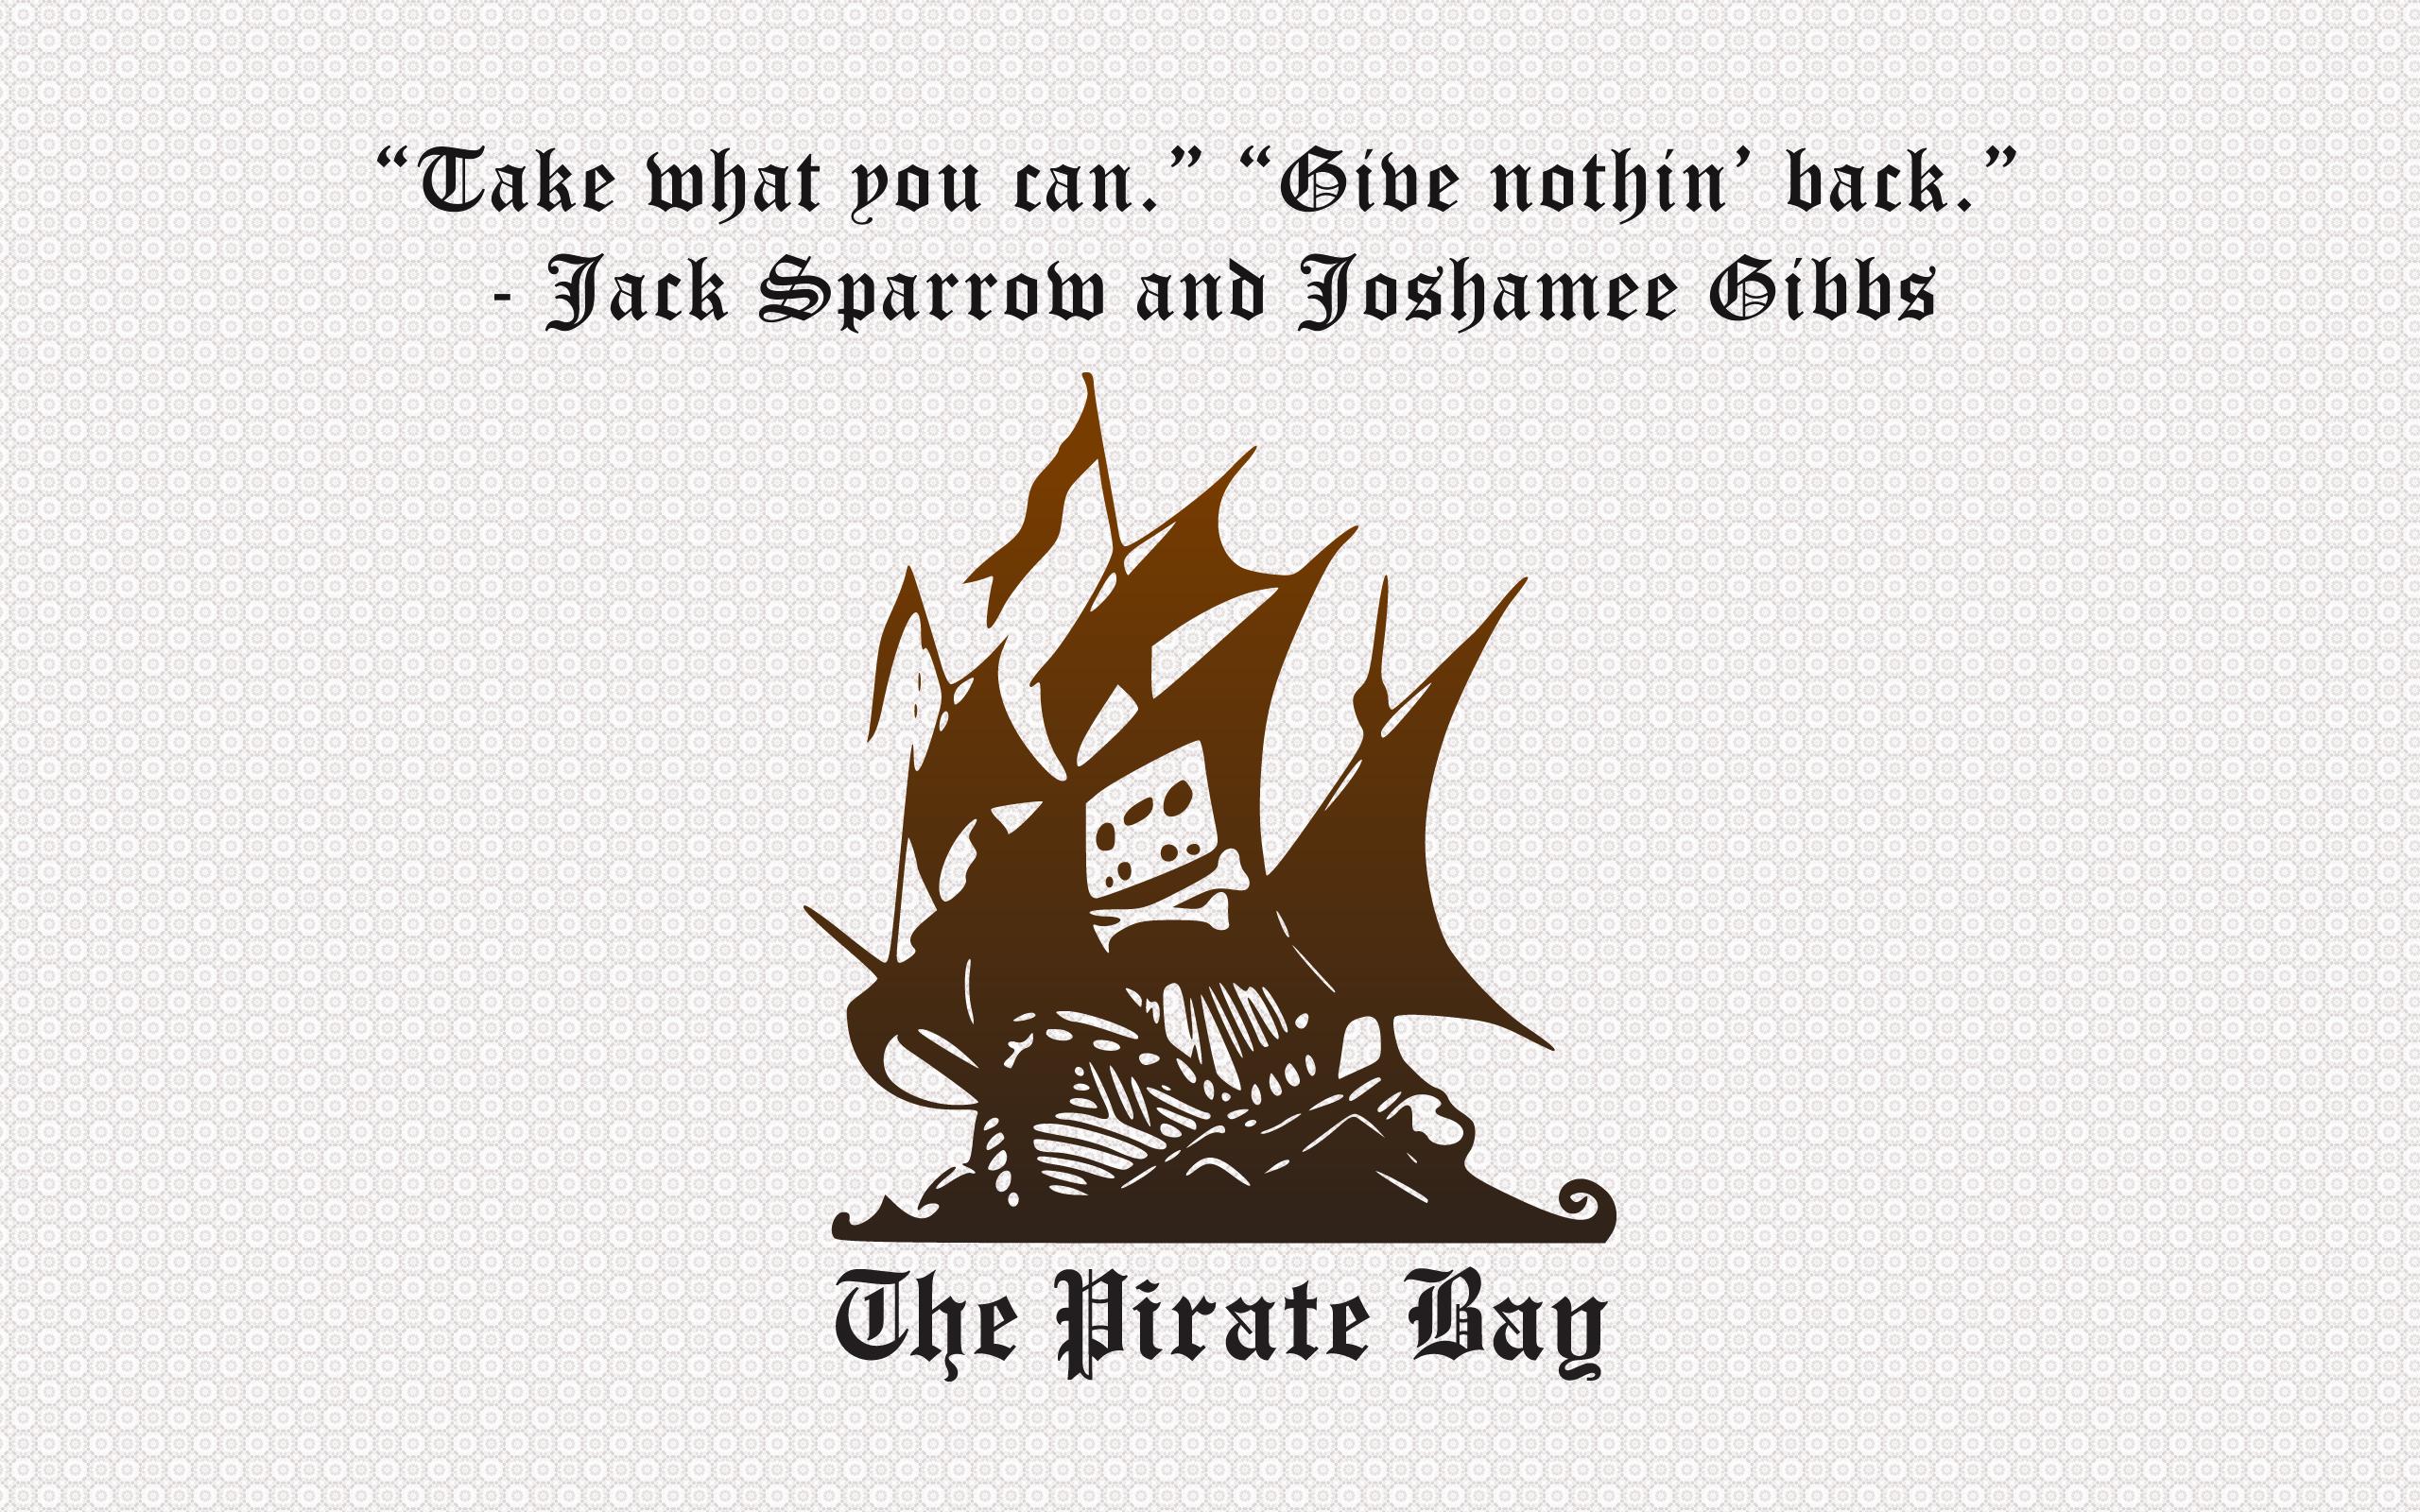 “Take what you can.” “Give nothin’ back.”
- Jack Sparrow and Joshamee Gibbs
The Pirate Bay